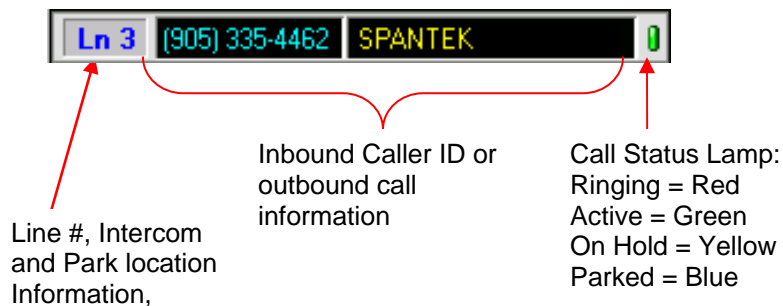 Ln 3 (905) 335-4462 SPANTEK
Inbound Caller ID or
outbound call
information
Call Status Lamp:
Ringing = Red
Active = Green
On Hold = Yellow
Parked = Blue
Line #, Intercom
and Park location
Information,